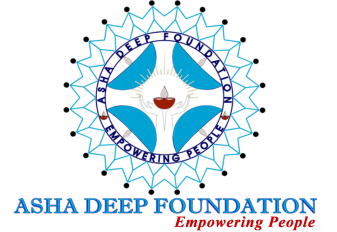 ASHA DEEP FOUNDATION
EMPOWERING PEOPLE
ASHA DEEP FOUNDATION
Empowering People